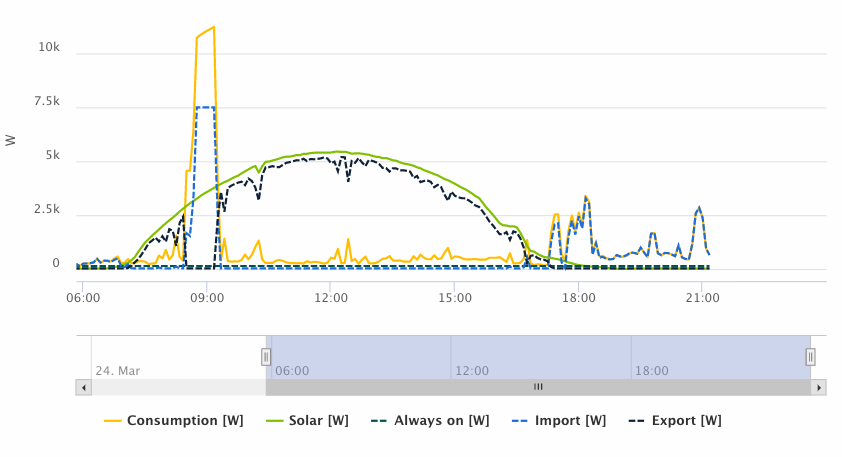 10k
7.5k
W
5k
2.5k
0
06:00 09:00 12:00 15:00 18:00 21:00
24. Mar 06:00 12:00 18:00
Consumption [W] Solar [W] Always on [W] Import [W] Export [W]